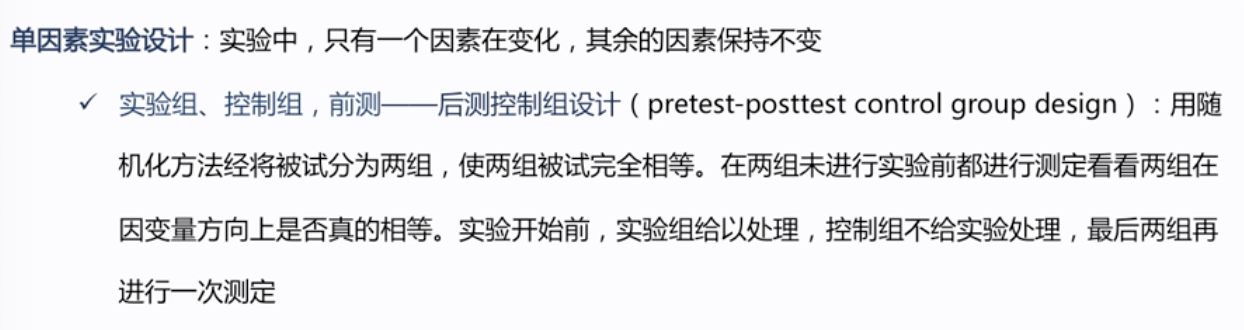 单因素实验设计：实验中，只有一个因素在变化，其余的因素保持不变
✓ 实验组、控制组，前测——后测控制组设计（pretest-posttest control group design）：用随
机化方法经将被试分为两组，使两组被试完全相等。在两组未进行实验前都进行测定看看两组在
因变量方向上是否真的相等。实验开始前，实验组给以处理，控制组不给实验处理，最后两组再
进行一次测定